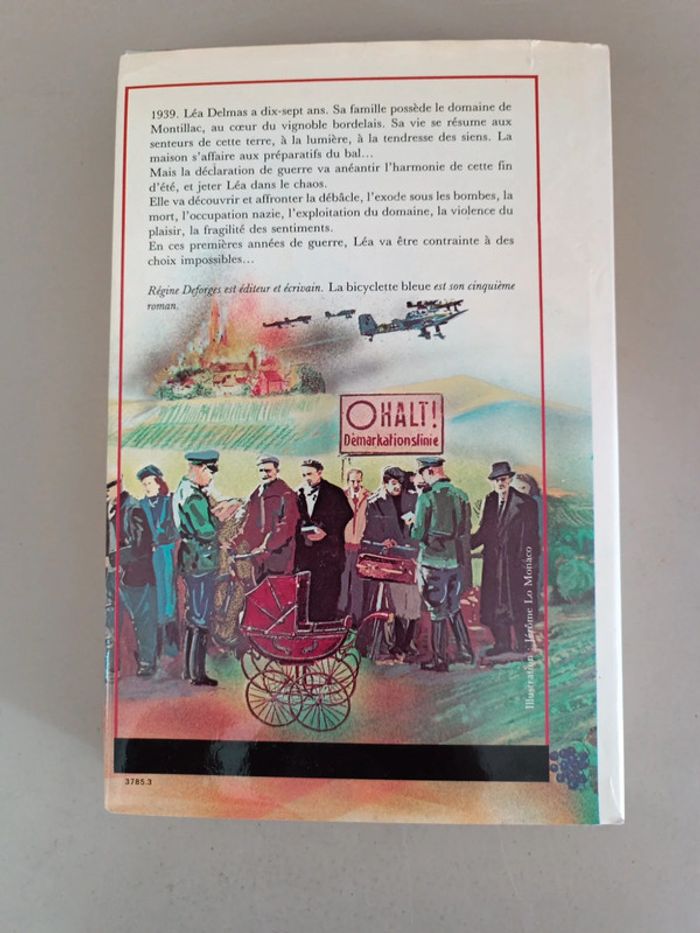 1939. Léa Delmas a dix-sept ans. Sa famille possède le domaine de
Montillac, au cœur du vignoble bordelais. Sa vie se résume aux
senteurs de cette terre, à la lumière, à la tendresse des siens. La
maison s'affaire aux préparatifs du bal...
Mais la déclaration de guerre va anéantir l'harmonie de cette fin
d'été, et jeter Léa dans le chaos.
Elle va découvrir et affronter la débâcle, l'exode sous les bombes, la
mort, l'occupation nazie, l'exploitation du domaine, la violence du
plaisir, la fragilité des sentiments.
En ces premières années de guerre, Léa va être contrainte à des
choix impossibles...
Régine Deforges est éditeur et écrivain. La bicyclette bleue est son cinquième
roman.
HALT!
Demarkationslinie
Illustration : Jérôme Lo Monaco
3785.3